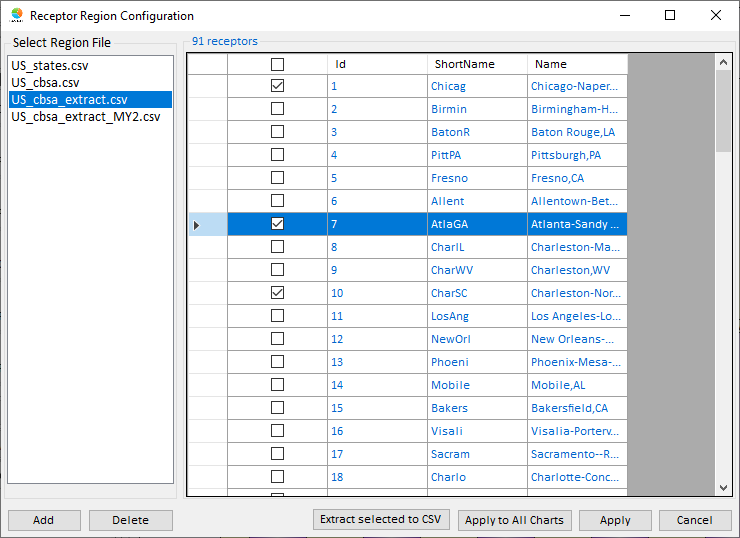 Receptor Region Configuration
Select Region File
US_states.csv
US_cbsa.csv
US_cbsa_extract.csv
US_cbsa_extract_MY2.csv
Add Delete
91 receptors
Id ShortName Name
1 Chicag Chicago-Naper...
2 Birmin Birmingham-H...
3 BatonR Baton Rouge,LA
4 PittPA Pittsburgh,PA
5 Fresno Fresno,CA
6 Allent Allentown-Bet...
7 AtlaGA Atlanta-Sandy ...
8 CharIL Charleston-Ma...
9 CharWV Charleston,WV
10 CharSC Charleston-Nor...
11 LosAng Los Angeles-Lo...
12 NewOrl New Orleans-...
13 Phoeni Phoenix-Mesa-...
14 Mobile Mobile,AL
15 Bakers Bakersfield,CA
16 Visali Visalia-Porterv...
17 Sacram Sacramento--R...
18 Charlo Charlotte-Conc...
Extract selected to CSV Apply to All Charts Apply Cancel